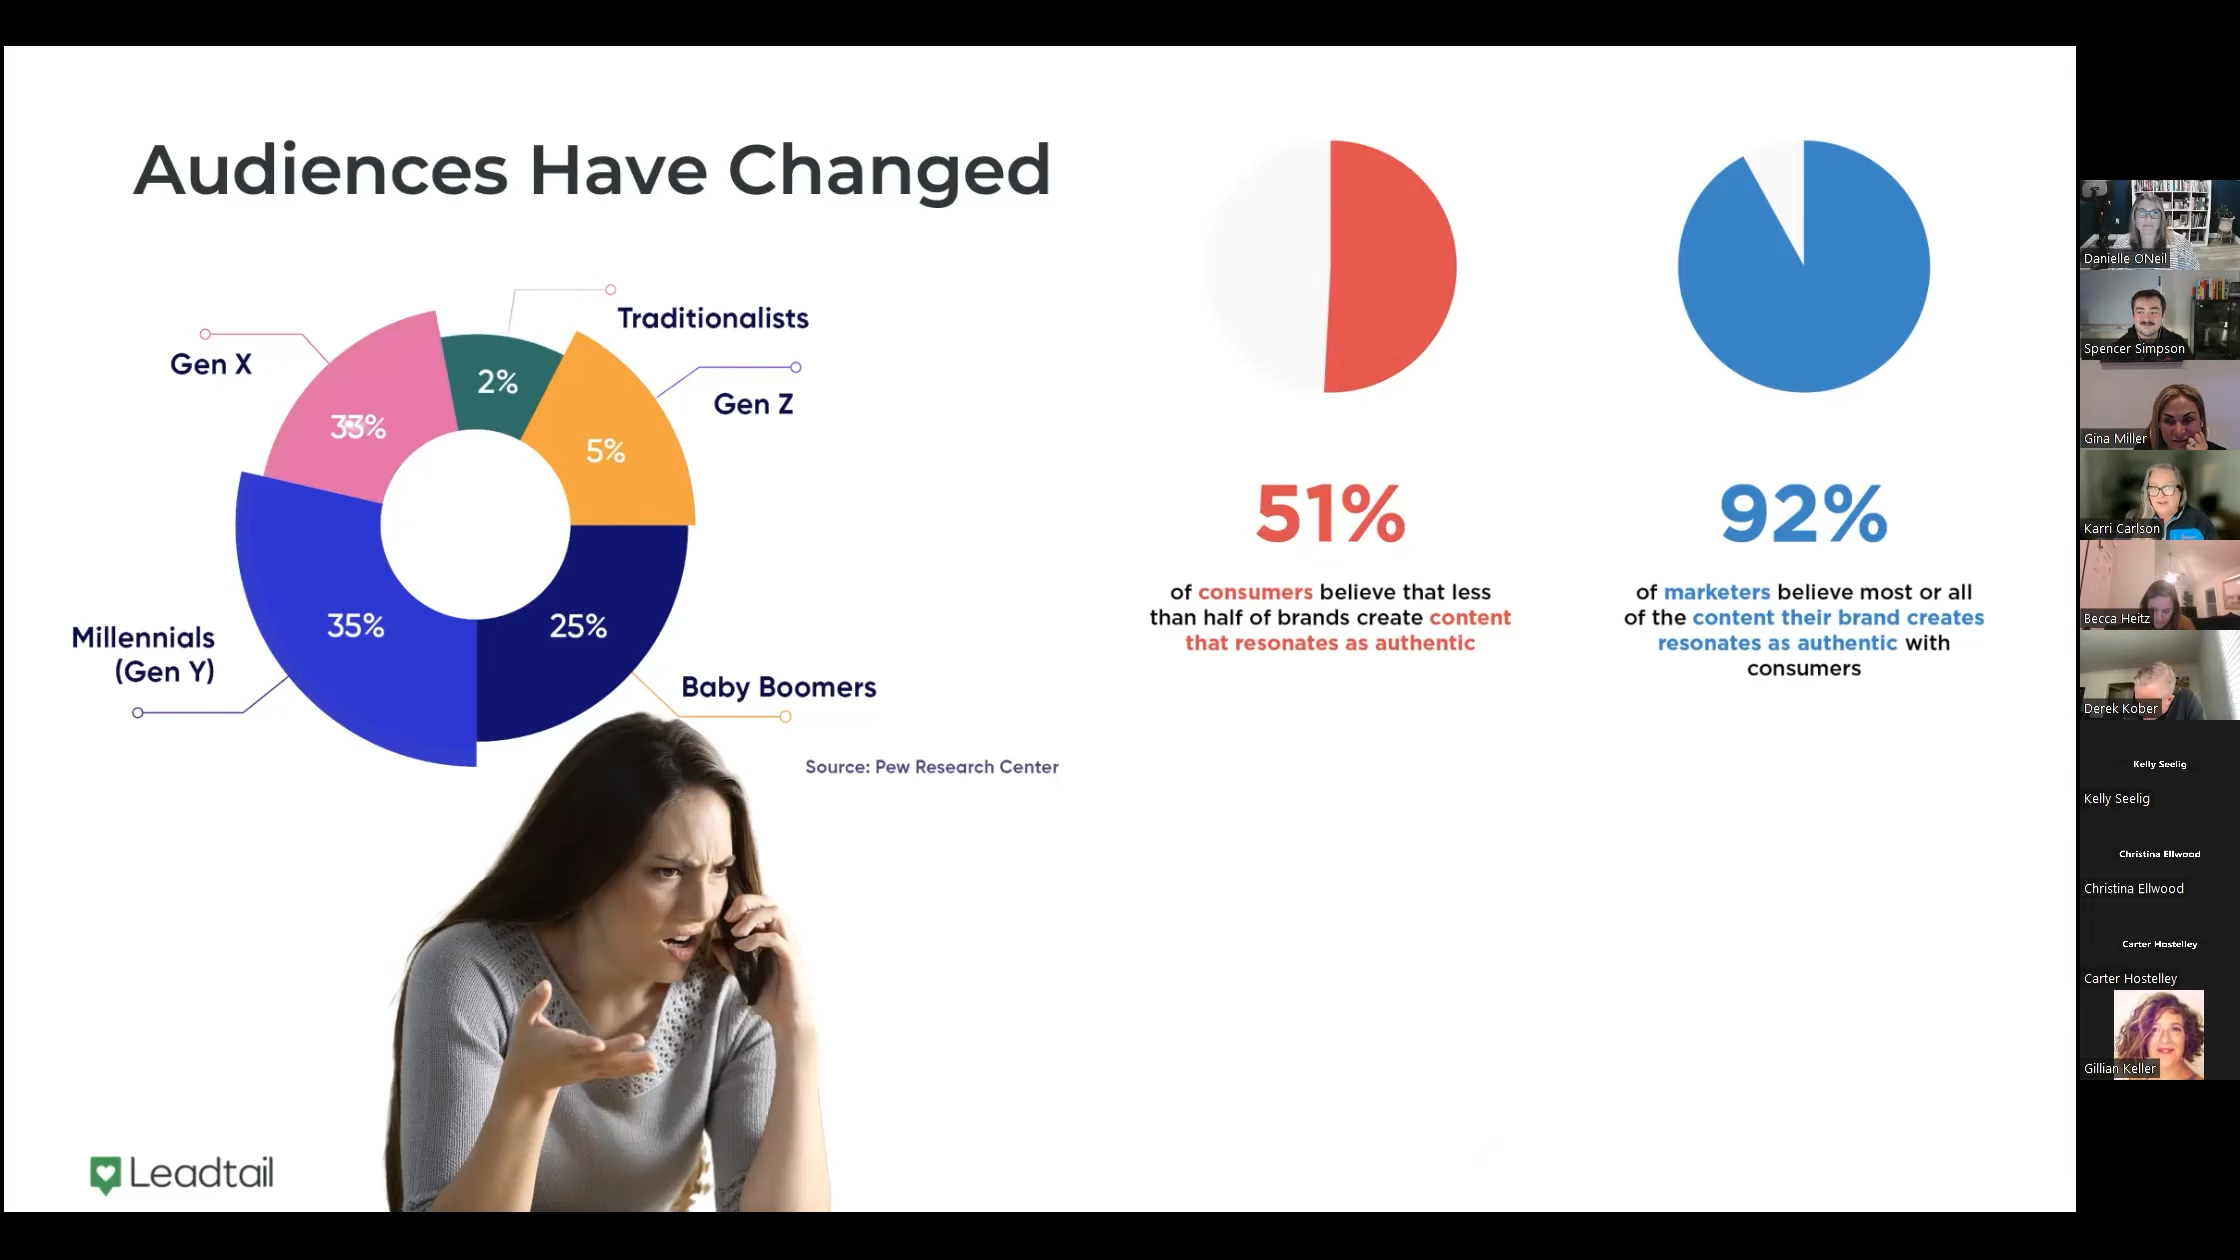 Audiences Have Changed
Traditionalists
Gen X
2%
Gen Z
33%
5%
35%
25%
Millennials
(Gen Y)
Baby Boomers
Source: Pew Research Center
51%
of consumers believe that less
than half of brands create content
that resonates as authentic
92%
of marketers believe most or all
of the content their brand creates
resonates as authentic with
consumers
Leadtail
Danielle ONeil
Spencer Simpson
Gina Miller
Karri Carlson
Becca Heitz
Derek Kober
Kelly Seelig
Kelly Seelig
Christina Ellwood
Christina Ellwood
Carter Hostelley
Carter Hostelley
Gillian Keller